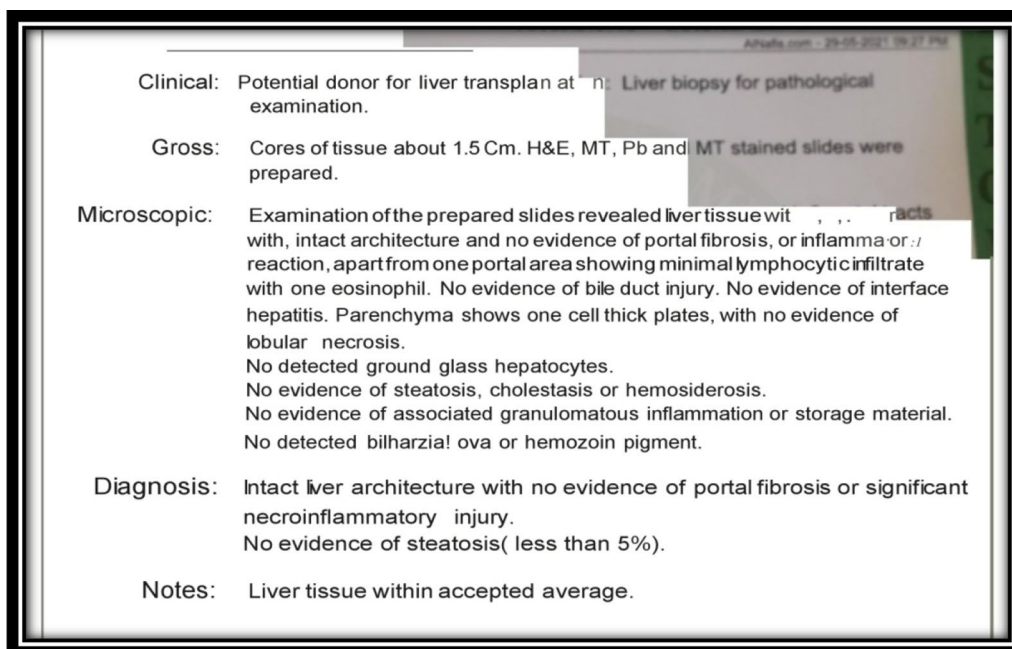 AlNafis.com - 29-05-2021 09:27 PM
Clinical: Potential donor for liver transplan at n: Liver biopsy for pathological
examination.
Gross: Cores of tissue about 1.5 Cm. H&E, MT, Pb and MT stained slides were
prepared.
Microscopic: Examination of the prepared slides revealed liver tissue wit racts
with, intact architecture and no evidence of portal fibrosis, or inflamma or
reaction, apart from one portal area showing minimal lymphocytic infiltrate
with one eosinophil. No evidence of bile duct injury. No evidence of interface
hepatitis. Parenchyma shows one cell thick plates, with no evidence of
lobular necrosis.
No detected ground glass hepatocytes.
No evidence of steatosis, cholestasis or hemosiderosis.
No evidence of associated granulomatous inflammation or storage material.
No detected bilharzia! ova or hemozoin pigment.
Diagnosis: Intact liver architecture with no evidence of portal fibrosis or significant
necroinflammatory injury.
No evidence of steatosis( less than 5%).
Notes: Liver tissue within accepted average.